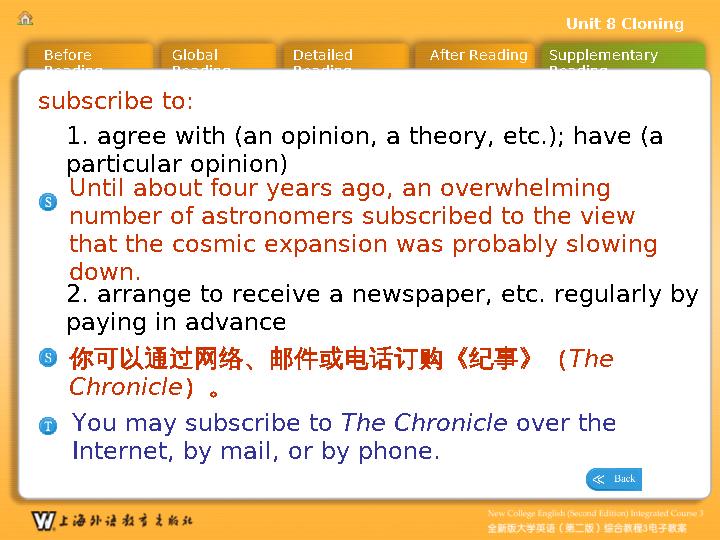 Unit 8 Cloning
Before Reading
Global Reading
Detailed Reading
After Reading
Supplementary Reading
subscribe to:
1. agree with (an opinion, a theory, etc.); have (a
particular opinion)
S
Until about four years ago, an overwhelming
number of astronomers subscribed to the view
that the cosmic expansion was probably slowing
down.
2. arrange to receive a newspaper, etc. regularly by
paying in advance
S
你可以通过网络、邮件或电话订购《纪事》（The
Chronicle）。
T
You may subscribe to The Chronicle over the
Internet, by mail, or by phone.
≪ Back
W 上海外语教育出版社
New College English (Second Edition) Integrated Course 3
全新版大学英语（第二版）综合教程3电子教案